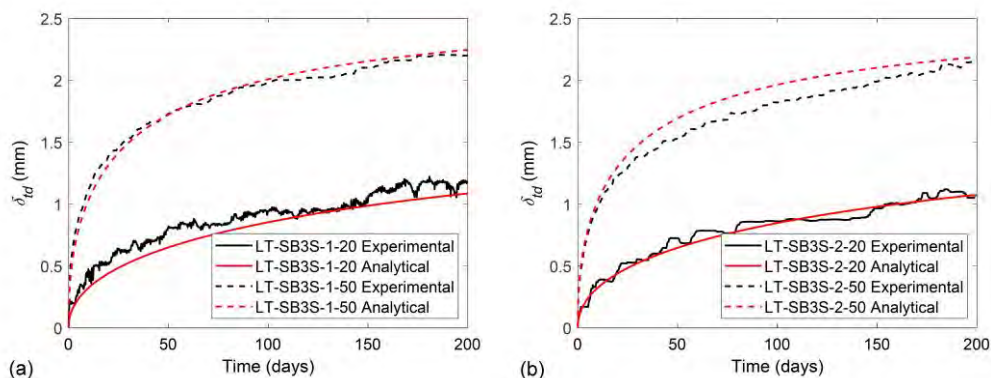 2.5
2
1.5
1
0.5
0
δtd (mm)
LT-SB3S-1-20 Experimental
LT-SB3S-1-20 Analytical
LT-SB3S-1-50 Experimental
LT-SB3S-1-50 Analytical
0 50 100 150 200
(a) Time (days)
2.5
2
1.5
1
0.5
0
δtd (mm)
LT-SB3S-2-20 Experimental
LT-SB3S-2-20 Analytical
LT-SB3S-2-50 Experimental
LT-SB3S-2-50 Analytical
0 50 100 150 200
(b) Time (days)